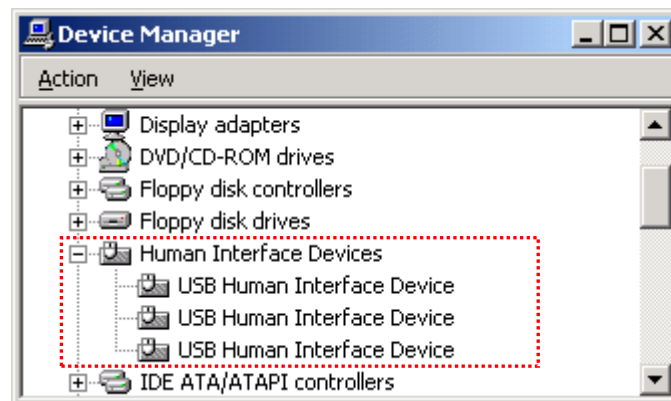 Device Manager
Action View
Display adapters
DVD/CD-ROM drives
Floppy disk controllers
Floppy disk drives
Human Interface Devices
USB Human Interface Device
USB Human Interface Device
USB Human Interface Device
IDE ATA/ATAPI controllers